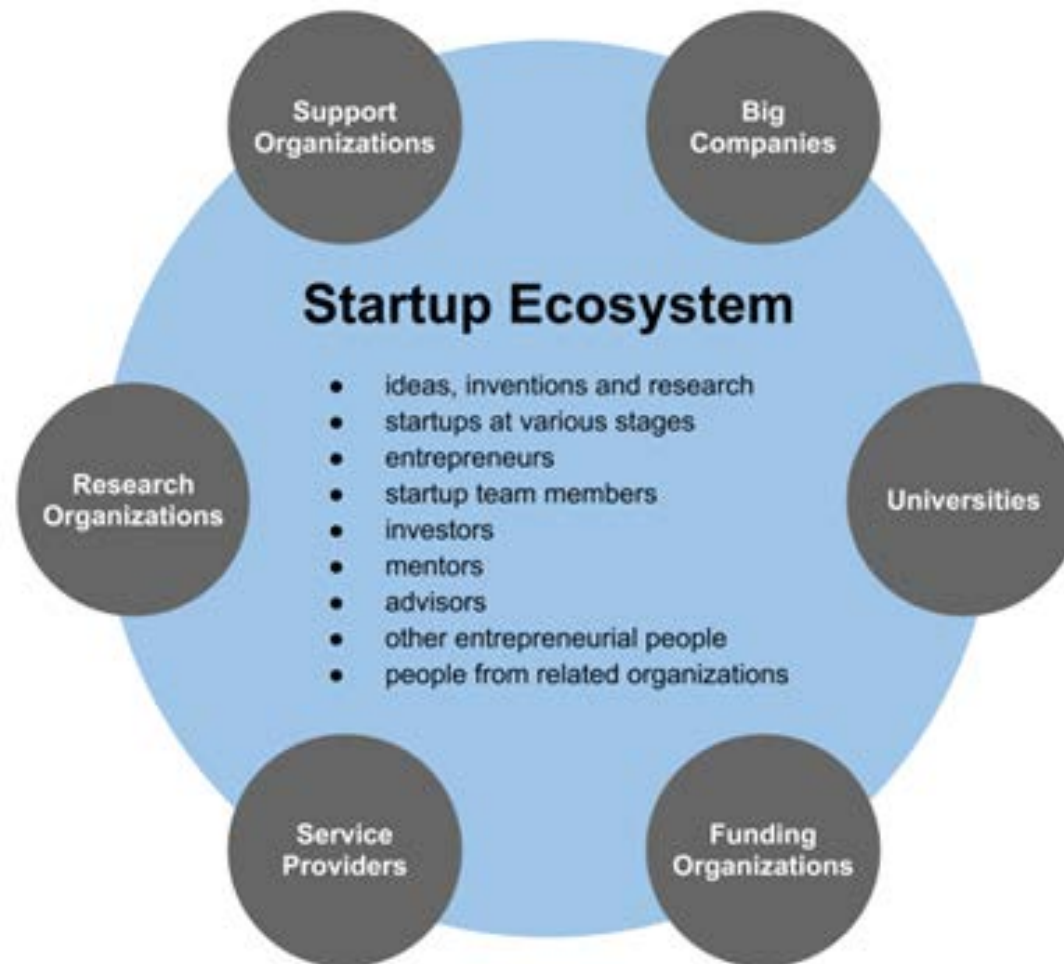 Support
Organizations
Big
Companies
Startup Ecosystem
● ideas, inventions and research
● startups at various stages
● entrepreneurs
● startup team members
● investors
● mentors
● advisors
● other entrepreneurial people
● people from related organizations
Research
Organizations
Universities
Service
Providers
Funding
Organizations